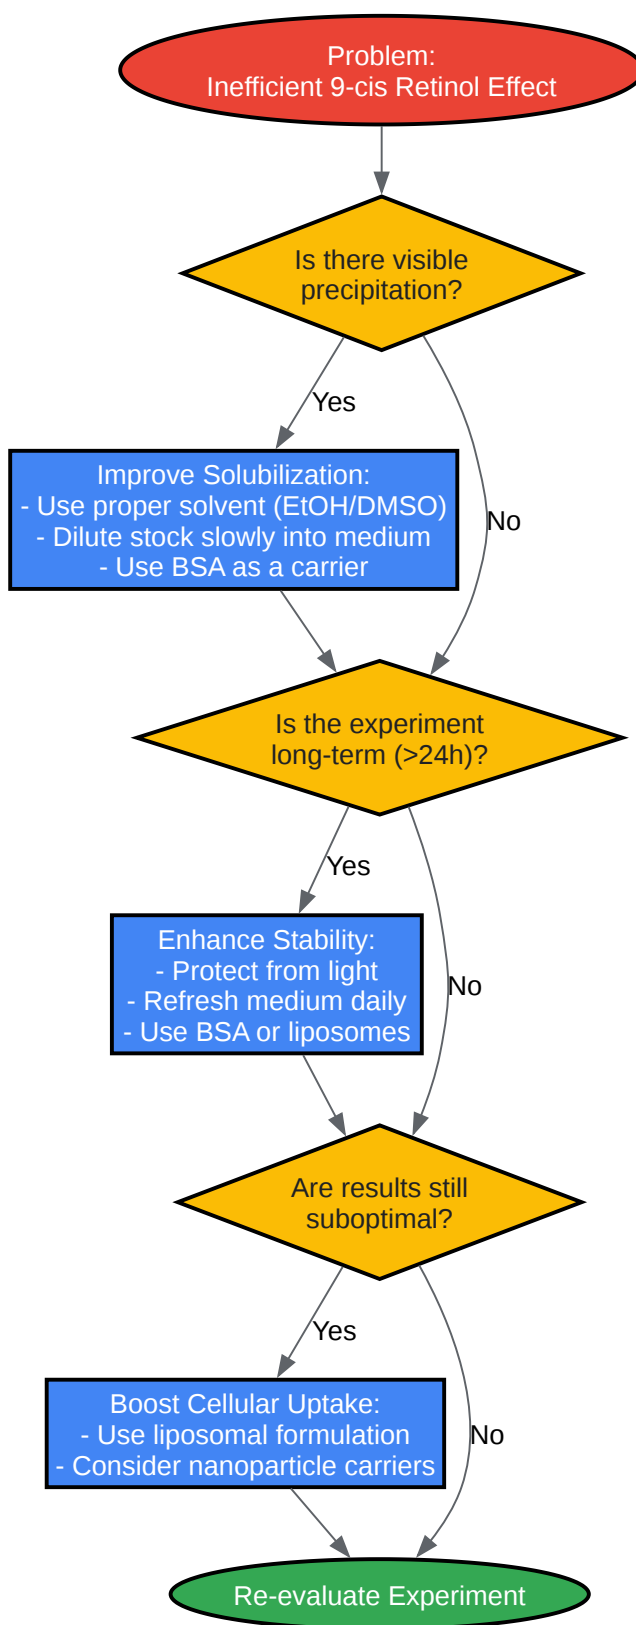 Problem:
Inefficient 9-cis Retinol Effect
Is there visible
precipitation?
Yes
Improve Solubilization:
- Use proper solvent (EtOH/DMSO)
- Dilute stock slowly into medium
- Use BSA as a carrier
No
Is the experiment
long-term (>24h)?
Yes
Enhance Stability:
- Protect from light
- Refresh medium daily
- Use BSA or liposomes
No
Are results still
suboptimal?
Yes
Boost Cellular Uptake:
- Use liposomal formulation
- Consider nanoparticle carriers
No
Re-evaluate Experiment